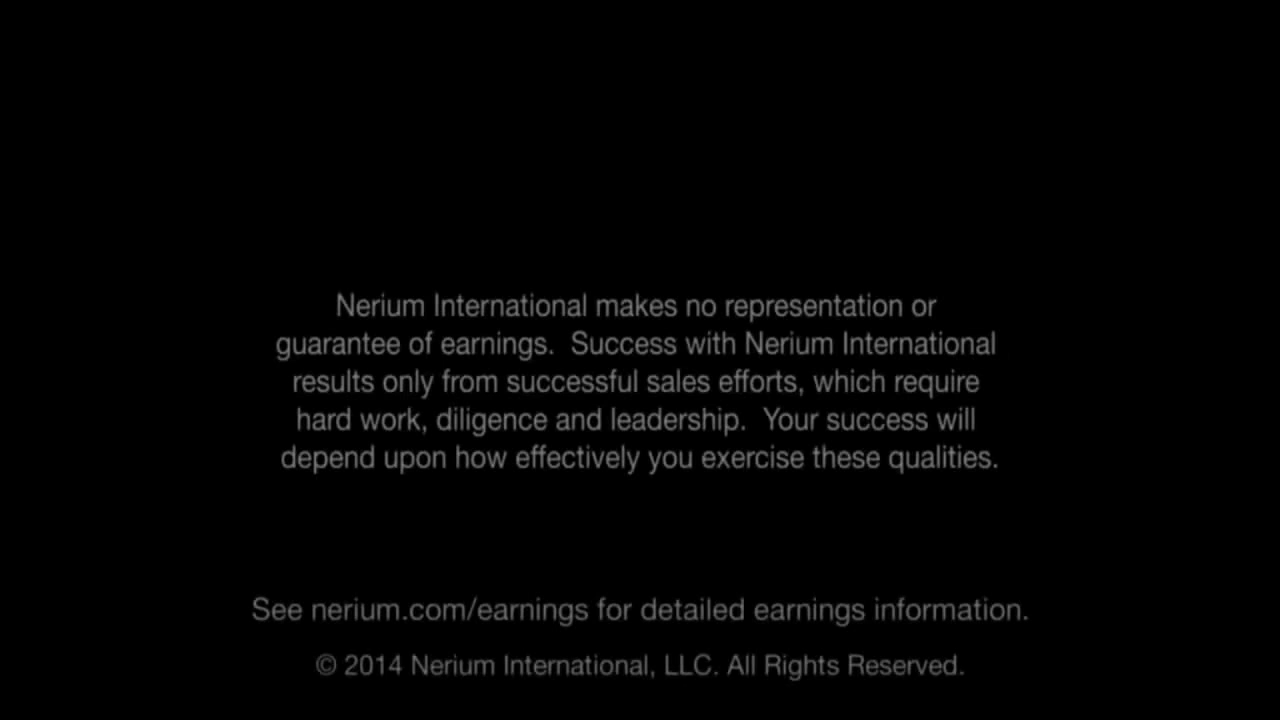 Nerium International makes no representation or
guarantee of earnings.  Success with Nerium International
results only from successful sales efforts, which require
hard work, diligence and leadership.  Your success will
depend upon how effectively you exercise these qualities.
See nerium.com/earnings for detailed earnings information.
© 2014 Nerium International, LLC. All Rights Reserved.